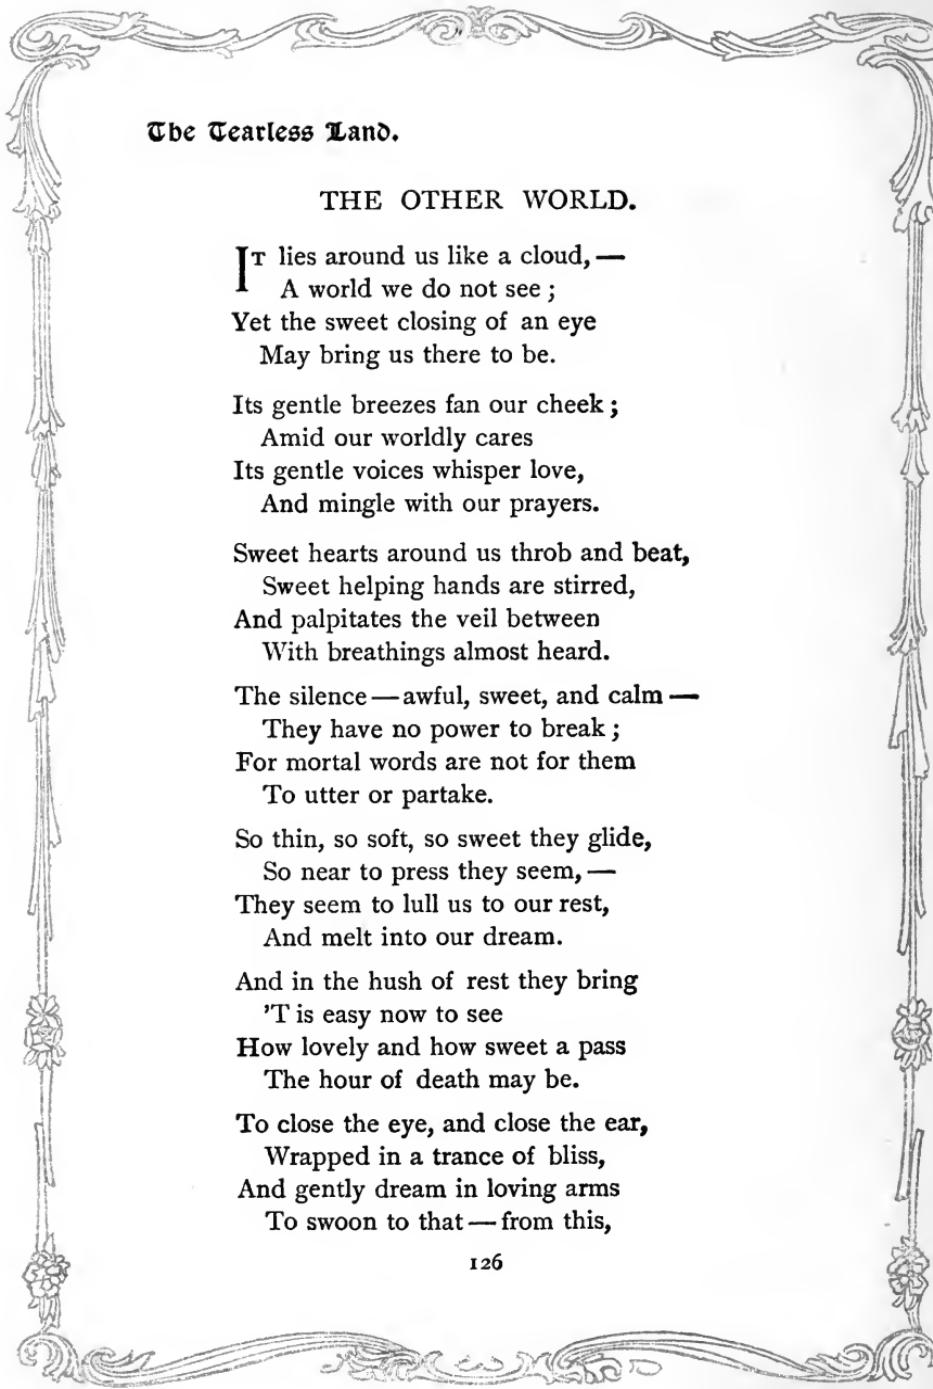 The Tearless Land.
THE OTHER WORLD.
IT lies around us like a cloud, —
A world we do not see ;
Yet the sweet closing of an eye
May bring us there to be.
Its gentle breezes fan our cheek ;
Amid our worldly cares
Its gentle voices whisper love,
And mingle with our prayers.
Sweet hearts around us throb and beat,
Sweet helping hands are stirred,
And palpitates the veil between
With breathings almost heard.
The silence — awful, sweet, and calm —
They have no power to break ;
For mortal words are not for them
To utter or partake.
So thin, so soft, so sweet they glide,
So near to press they seem, —
They seem to lull us to our rest,
And melt into our dream.
And in the hush of rest they bring
'T is easy now to see
How lovely and how sweet a pass
The hour of death may be.
To close the eye, and close the ear,
Wrapped in a trance of bliss,
And gently dream in loving arms
To swoon to that — from this,
126